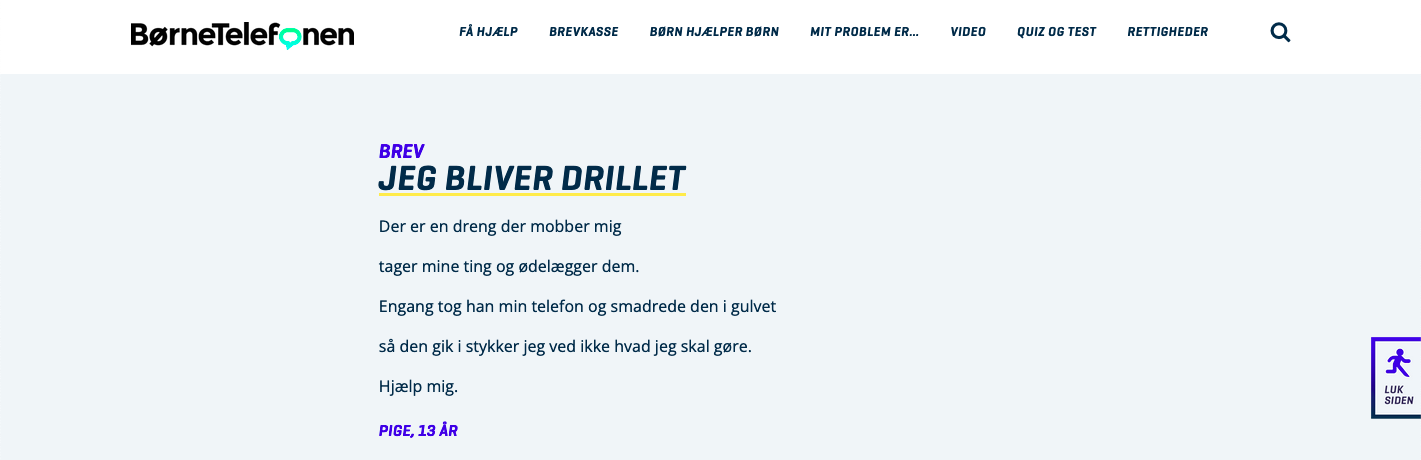 BørneTelefonen
FÅ HJÆLP BREVKASSE BØRN HJÆLPER BØRN MIT PROBLEM ER... VIDEO QUIZ OG TEST RETTIGHEDER
BREV
JEG BLIVER DRILLET
Der er en dreng der mobber mig
tager mine ting og ødelægger dem.
Engang tog han min telefon og smadrede den i gulvet
så den gik i stykker jeg ved ikke hvad jeg skal gøre.
Hjælp mig.
PIGE, 13 ÅR
LUK
SIDEN